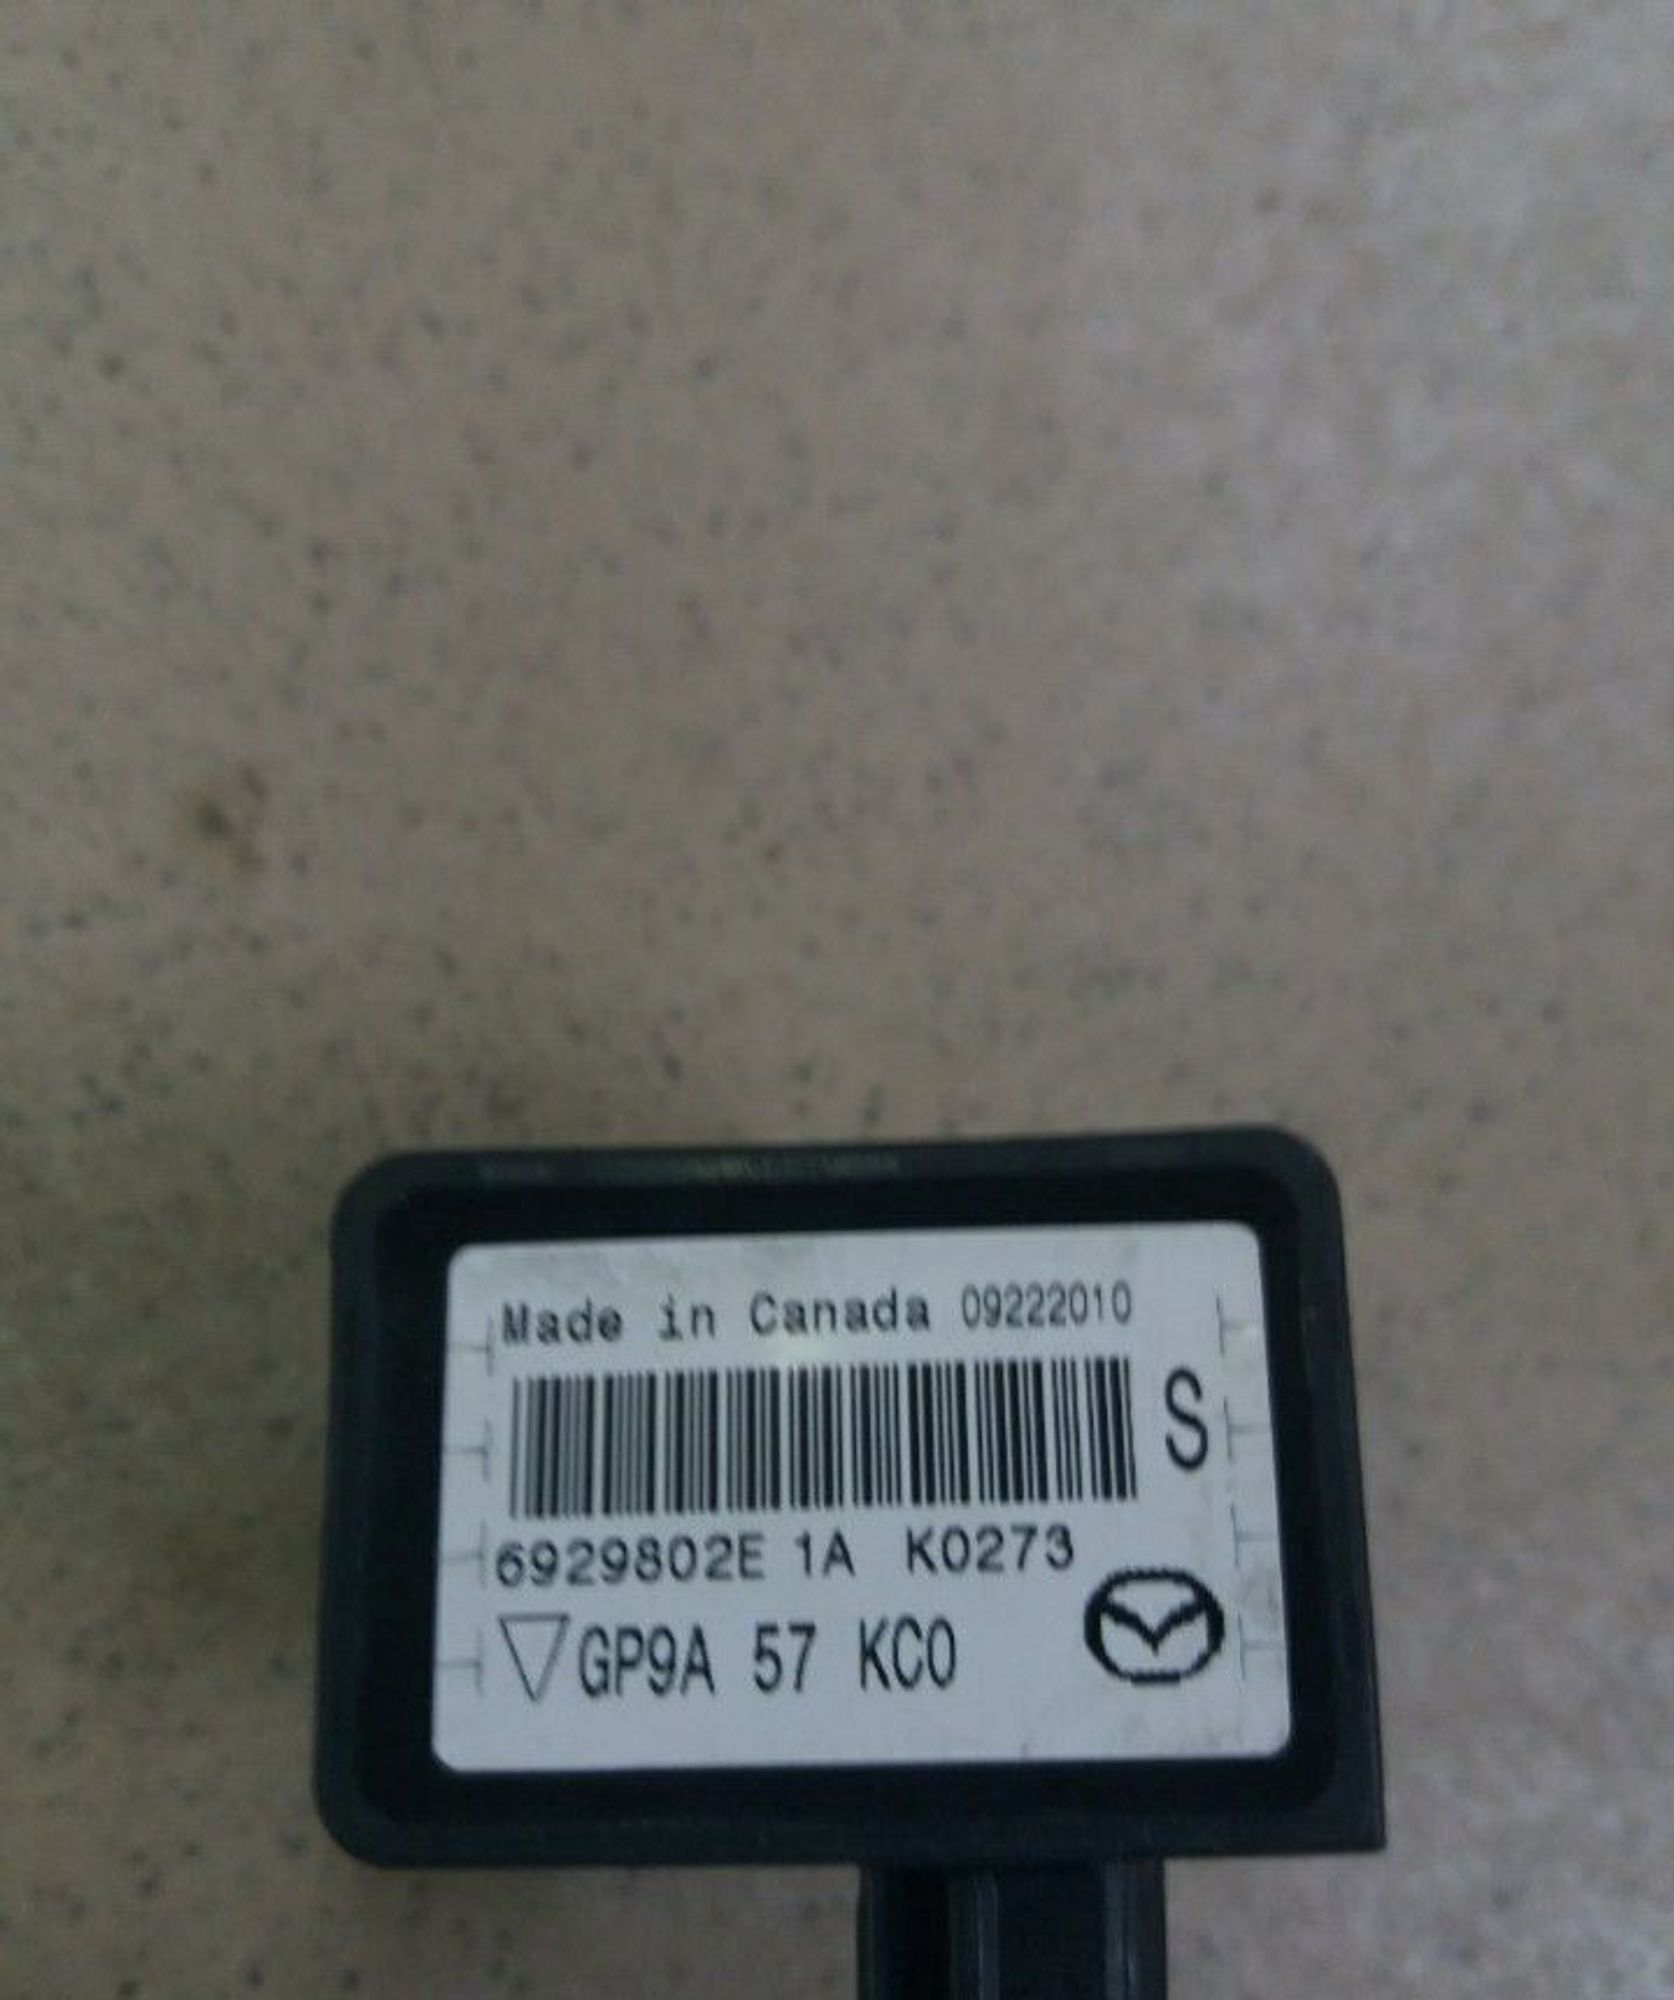 Made in Canada 09222010
S
6929802E 1A K0273
GP9A 57 KC0